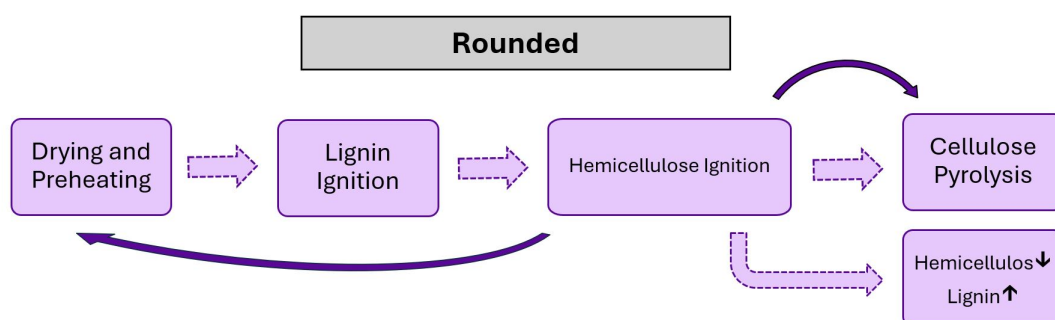 Rounded
Drying and
Preheating
Lignin
Ignition
Hemicellulose Ignition
Cellulose
Pyrolysis
Hemicellulos🡻
Lignin🡹